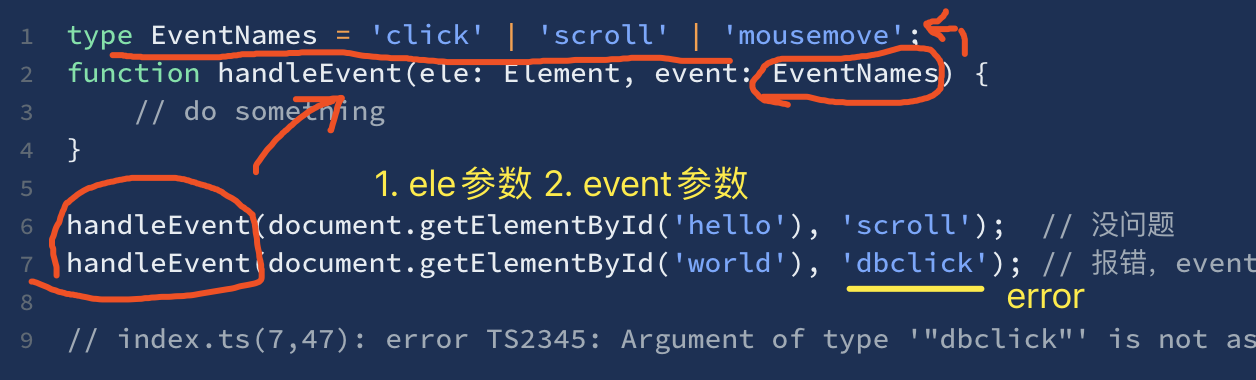 1 type EventNames = 'click' | 'scroll' | 'mousemove';
2 function handleEvent(ele: Element, event: EventNames) {
3 // do something
4 }
5
1. ele参数 2. event参数
6 handleEvent(document.getElementById('hello'), 'scroll'); // 没问题
7 handleEvent(document.getElementById('world'), 'dbclick'); // 报错，event
8
error
9 // index.ts(7,47): error TS2345: Argument of type '"dbclick"' is not as